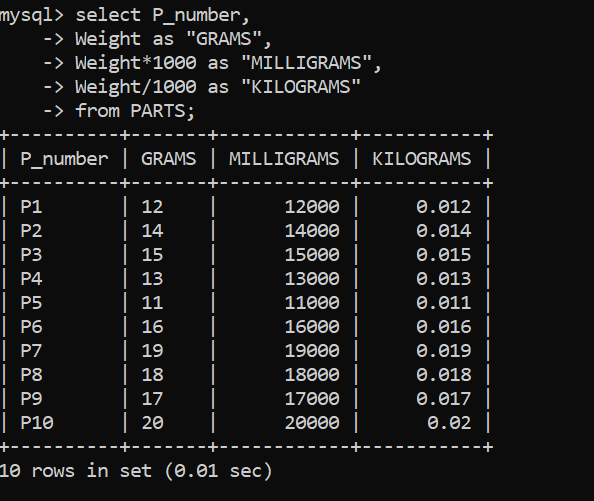 mysql> select P_number,
    -> Weight as "GRAMS",
    -> Weight*1000 as "MILLIGRAMS",
    -> Weight/1000 as "KILOGRAMS"
    -> from PARTS;
+----------+-------+------------+-----------+
| P_number | GRAMS | MILLIGRAMS | KILOGRAMS |
+----------+-------+------------+-----------+
| P1       | 12    |      12000 |     0.012 |
| P2       | 14    |      14000 |     0.014 |
| P3       | 15    |      15000 |     0.015 |
| P4       | 13    |      13000 |     0.013 |
| P5       | 11    |      11000 |     0.011 |
| P6       | 16    |      16000 |     0.016 |
| P7       | 19    |      19000 |     0.019 |
| P8       | 18    |      18000 |     0.018 |
| P9       | 17    |      17000 |     0.017 |
| P10      | 20    |      20000 |      0.02 |
+----------+-------+------------+-----------+
10 rows in set (0.01 sec)